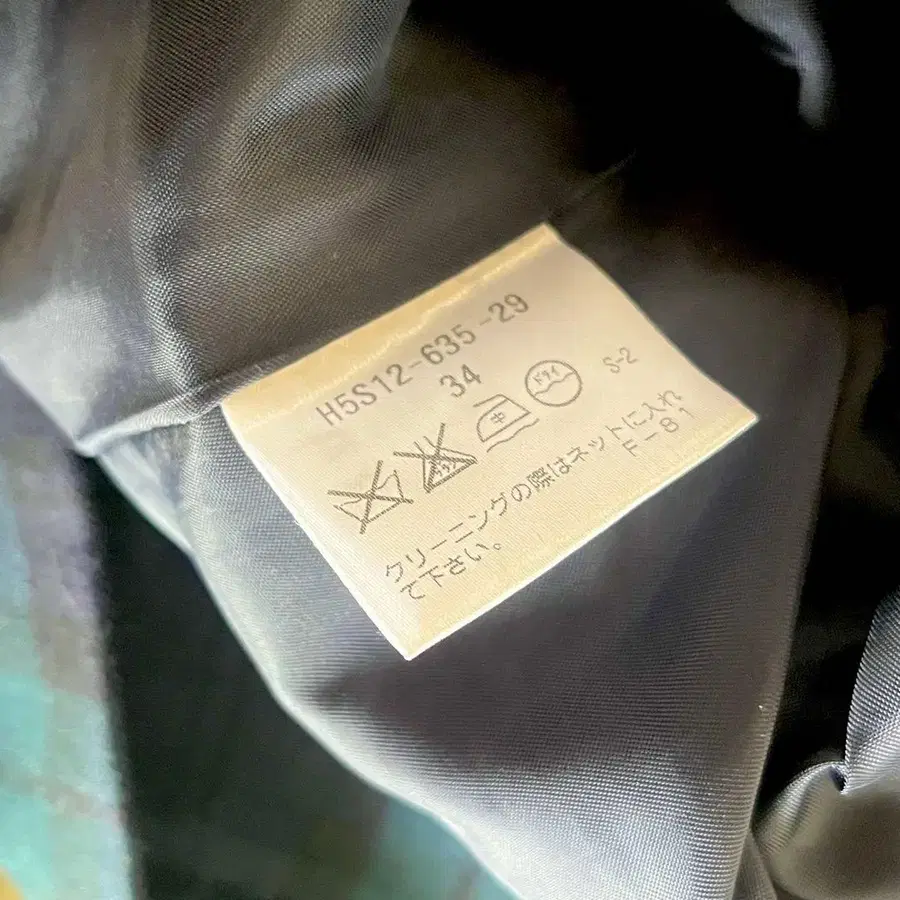 H5S12-635-29
34
中 ドライ S-2
クリーニングの際はネットに入れ
て下さい。 F-81